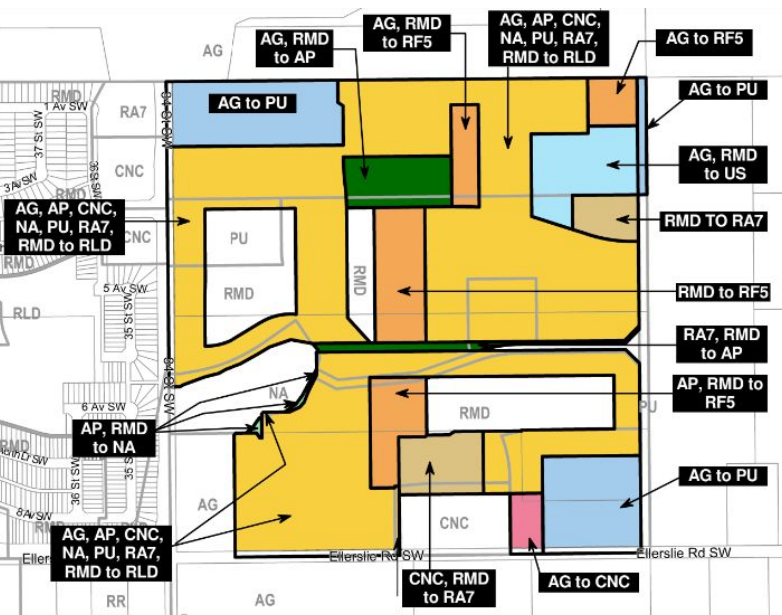 AG
AG, RMD
to AP
AG, RMD
to RF5
AG, AP, CNC,
NA, PU, RA7,
RMD to RLD
AG to RF5
AG to PU
RMD
1 Av SW
RA7
AG to PU
37 St SW
CNC
3 Av SW
RMD
AG, RMD
to US
AG, AP, CNC,
NA, PU, RA7,
RMD to RLD
RMD TO RA7
CNC
PU
RMD
RMD
RMD
5 Av SW
RMD to RF5
RLD
35 St SW
RA7, RMD
to AP
NA
AP, RMD to
RF5
6 Av SW
RMD
PU
AP, RMD
to NA
RMD
36 St SW
AG to PU
8 Av SW
AG
CNC
AG, AP, CNC,
NA, PU, RA7,
RMD to RLD
Ellerslie Rd SW
Ellerslie Rd SW
CNC, RMD
to RA7
AG to CNC
RR
AG